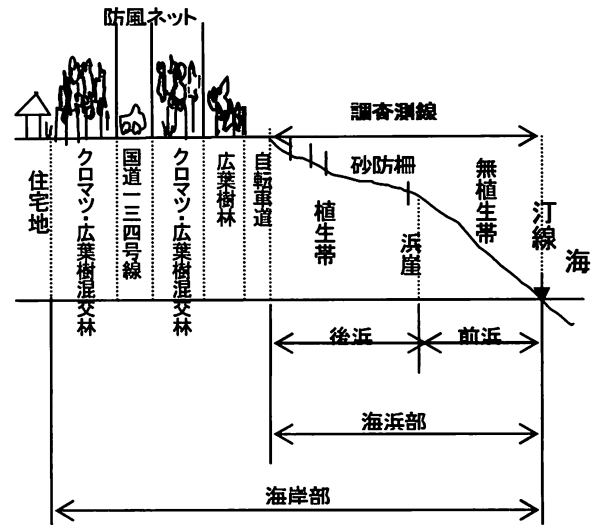 防風ネット
調査測線
住宅地
クロマツ・広葉樹混交林
国道一三四号線
クロマツ・広葉樹混交林
広葉樹林
自転車道
植生帯
砂防柵
浜崖
無植生帯
汀線
海
後浜
前浜
海浜部
海岸部